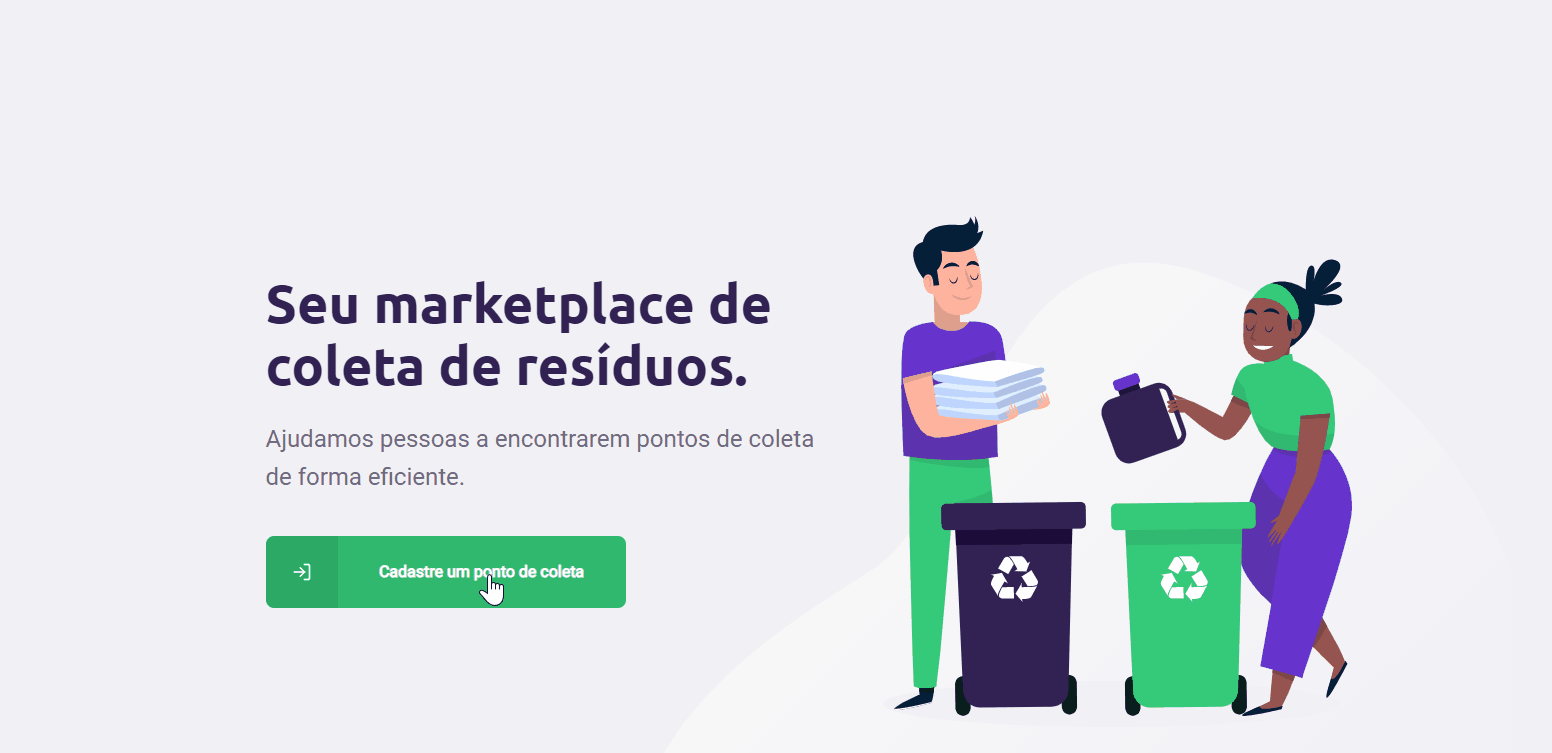 Seu marketplace de
coleta de resíduos.
Ajudamos pessoas a encontrarem pontos de coleta
de forma eficiente.
Cadastre um ponto de coleta